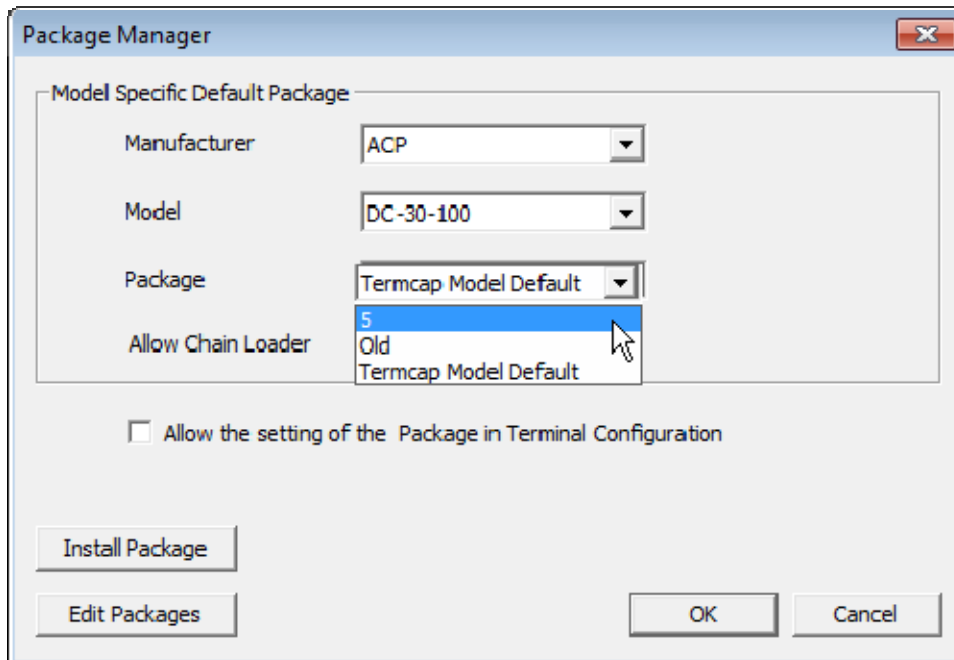 Package Manager
Model Specific Default Package
Manufacturer ACP
Model DC-30-100
Package Termcap Model Default
5
Allow Chain Loader Old
Termcap Model Default
Allow the setting of the Package in Terminal Configuration
Install Package
Edit Packages OK Cancel